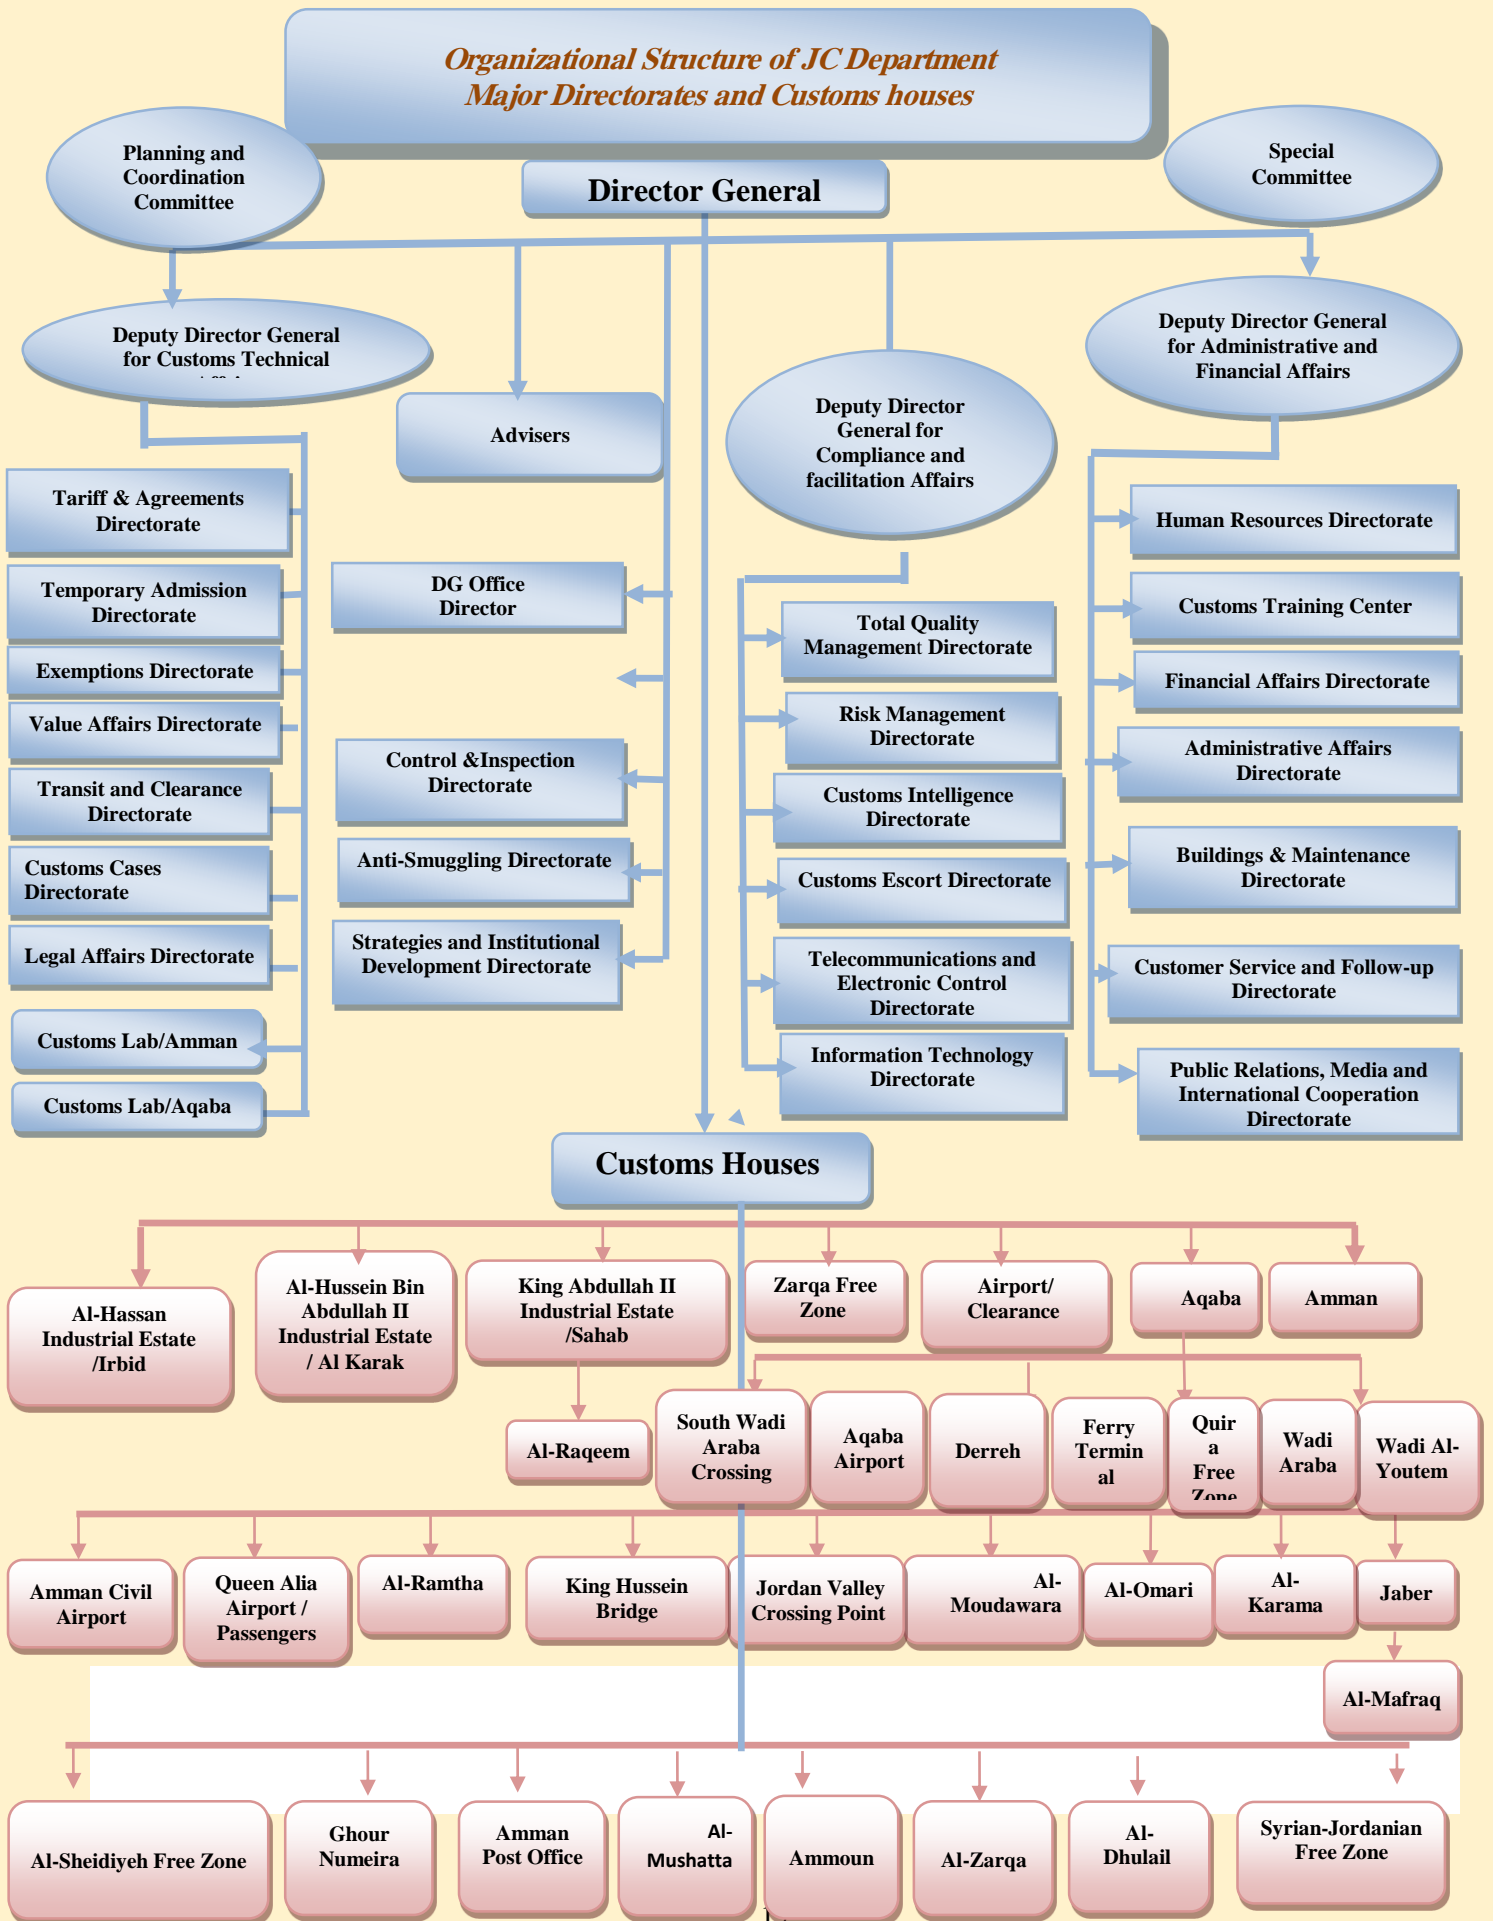 Organizational Structure of JC Department
Major Directorates and Customs houses
Planning and
Coordination
Committee
Special
Committee
Director General
Deputy Director General
for Customs Technical
Deputy Director General
for Administrative and
Financial Affairs
Advisers
Deputy Director
General for
Compliance and
facilitation Affairs
Tariff & Agreements
Directorate
Temporary Admission
Directorate
Exemptions Directorate
Value Affairs Directorate
Transit and Clearance
Directorate
Customs Cases
Directorate
Legal Affairs Directorate
Customs Lab/Amman
Customs Lab/Aqaba
DG Office
Director
Control &Inspection
Directorate
Anti-Smuggling Directorate
Strategies and Institutional
Development Directorate
Total Quality
Management Directorate
Risk Management
Directorate
Customs Intelligence
Directorate
Customs Escort Directorate
Telecommunications and
Electronic Control
Directorate
Information Technology
Directorate
Human Resources Directorate
Customs Training Center
Financial Affairs Directorate
Administrative Affairs
Directorate
Buildings & Maintenance
Directorate
Customer Service and Follow-up
Directorate
Public Relations, Media and
International Cooperation
Directorate
Customs Houses
Al-Hassan
Industrial Estate
/Irbid
Al-Hussein Bin
Abdullah II
Industrial Estate
/ Al Karak
King Abdullah II
Industrial Estate
/Sahab
Zarqa Free
Zone
Airport/
Clearance
Aqaba
Amman
Al-Raqeem
South Wadi
Araba
Crossing
Aqaba
Airport
Derreh
Ferry
Termin
al
Quir
a
Free
Zone
Wadi
Araba
Wadi Al-
Youtem
Amman Civil
Airport
Queen Alia
Airport /
Passengers
Al-Ramtha
King Hussein
Bridge
Jordan Valley
Crossing Point
Al-
Moudawara
Al-Omari
Al-
Karama
Jaber
Al-Mafraq
Al-Sheidiyeh Free Zone
Ghour
Numeira
Amman
Post Office
Al-
Mushatta
Ammoun
Al-Zarqa
Al-
Dhulail
Syrian-Jordanian
Free Zone